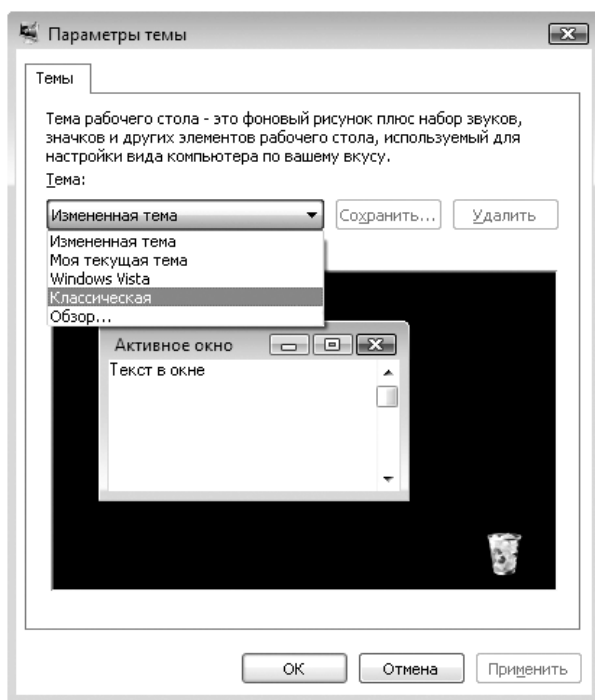 Параметры темы
Темы
Тема рабочего стола - это фоновый рисунок плюс набор звуков,
значков и других элементов рабочего стола, используемый для
настройки вида компьютера по вашему вкусу.
Тема:
Измененная тема
Сохранить...
Удалить
Измененная тема
Моя текущая тема
Windows Vista
Классическая
Обзор...
Активное окно
Текст в окне
ОК
Отмена
Применить